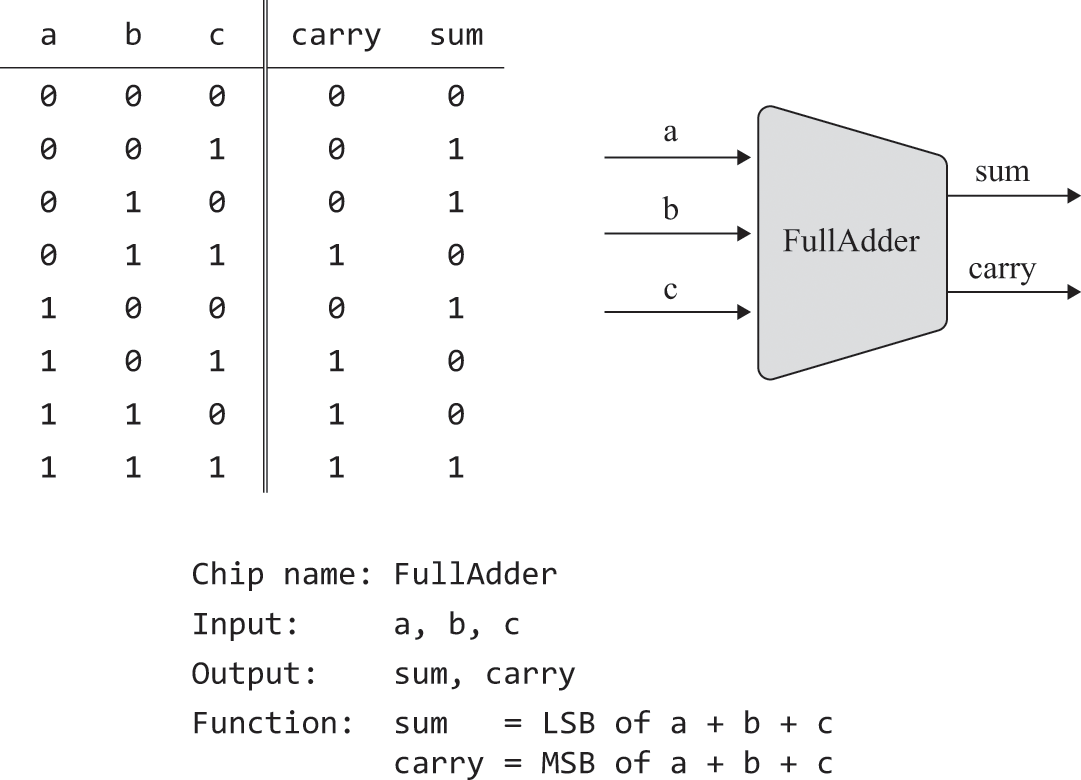 a b c carry sum
0 0 0 0 0
0 0 1 0 1
0 1 0 0 1
0 1 1 1 0
1 0 0 0 1
1 0 1 1 0
1 1 0 1 0
1 1 1 1 1
a
b
c
FullAdder
sum
carry
Chip name: FullAdder
Input: a, b, c
Output: sum, carry
Function: sum = LSB of a + b + c
carry = MSB of a + b + c